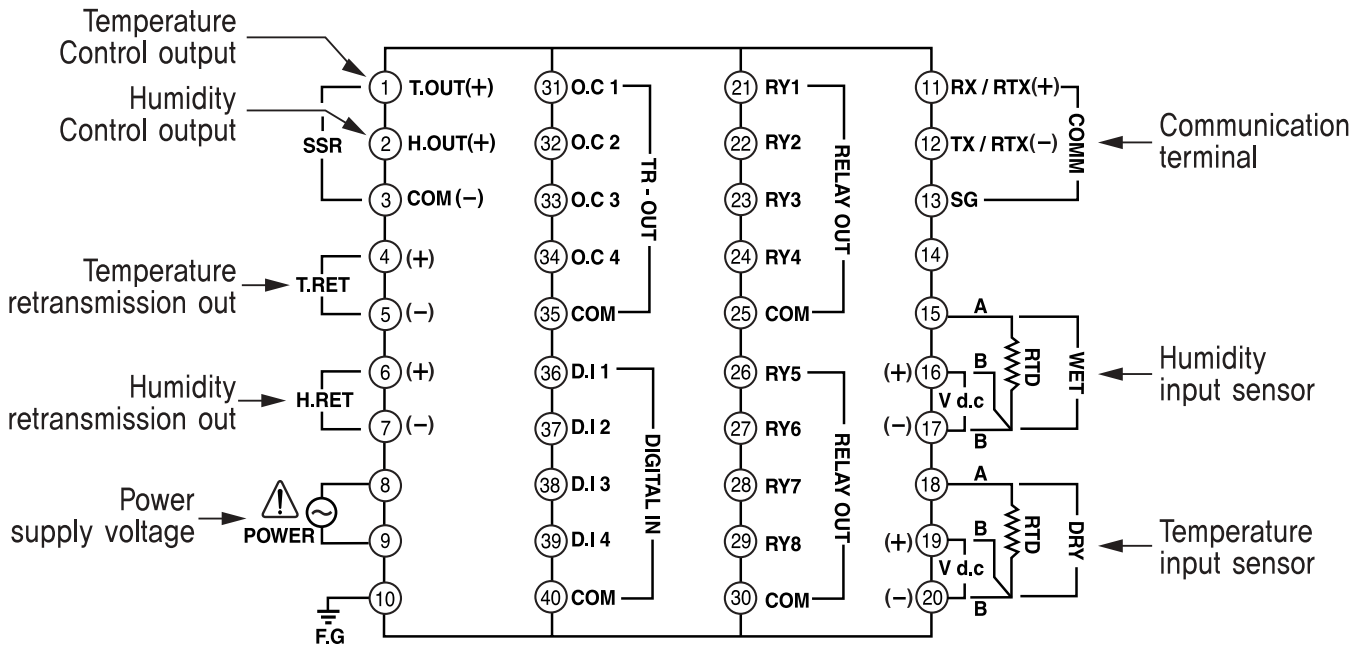 Temperature
Control output
Humidity
Control output
Temperature
retransmission out
Humidity
retransmission out
Power
supply voltage
1 T.OUT(+)
2 H.OUT(+)
3 COM (−)
SSR
4 (+)
5 (−)
T.RET
6 (+)
7 (−)
H.RET
8
9
POWER
10
F.G
31 O.C 1
32 O.C 2
33 O.C 3
34 O.C 4
35 COM
TR - OUT
36 D.I 1
37 D.I 2
38 D.I 3
39 D.I 4
40 COM
DIGITAL IN
21 RY1
22 RY2
23 RY3
24 RY4
25 COM
RELAY OUT
26 RY5
27 RY6
28 RY7
29 RY8
30 COM
RELAY OUT
11 RX / RTX(+)
12 TX / RTX(−)
13 SG
COMM
14
15 A
(+) 16 B
V d.c
(−) 17 B
RTD
WET
18 A
(+) 19 B
V d.c
(−) 20 B
RTD
DRY
Communication
terminal
Humidity
input sensor
Temperature
input sensor